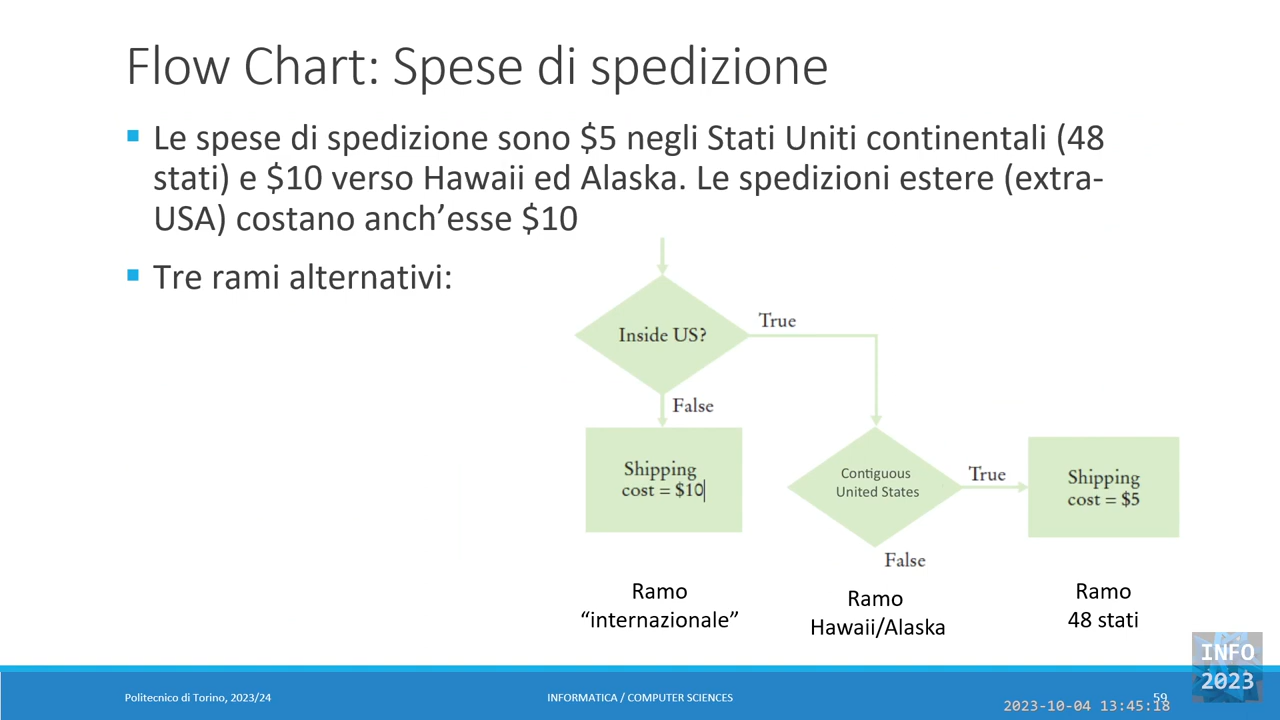 Flow Chart: Spese di spedizione
Le spese di spedizione sono $5 negli Stati Uniti continentali (48
stati) e $10 verso Hawaii ed Alaska. Le spedizioni estere (extra-
USA) costano anch’esse $10
Tre rami alternativi:
Inside US?
True
False
Shipping
cost = $10
Contiguous
United States
True
Shipping
cost = $5
False
Ramo
“internazionale”
Ramo
Hawaii/Alaska
Ramo
48 stati
Politecnico di Torino, 2023/24
INFORMATICA / COMPUTER SCIENCES
59
INFO
2023
2023-10-04 13:45:18